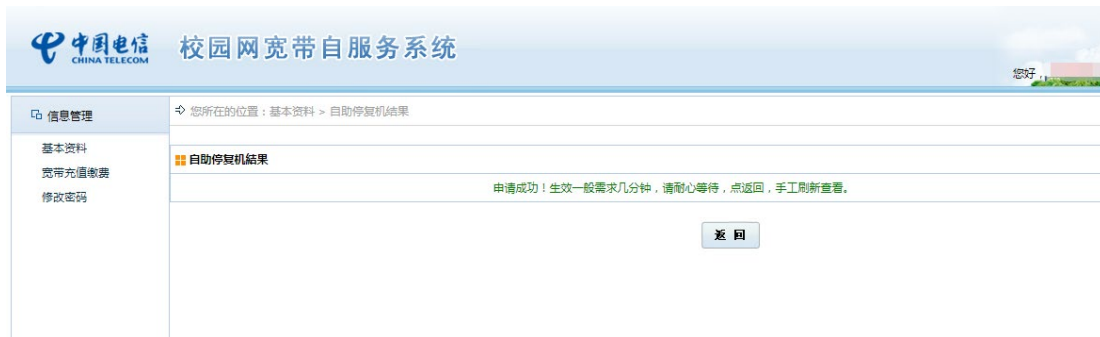 中国电信
CHINA TELECOM
校园网宽带自服务系统
您好，
信息管理
您所在的位置：基本资料 > 自助停复机结果
基本资料
宽带充值缴费
修改密码
自助停复机结果
申请成功！生效一般需求几分钟，请耐心等待，点返回，手工刷新查看。
返 回